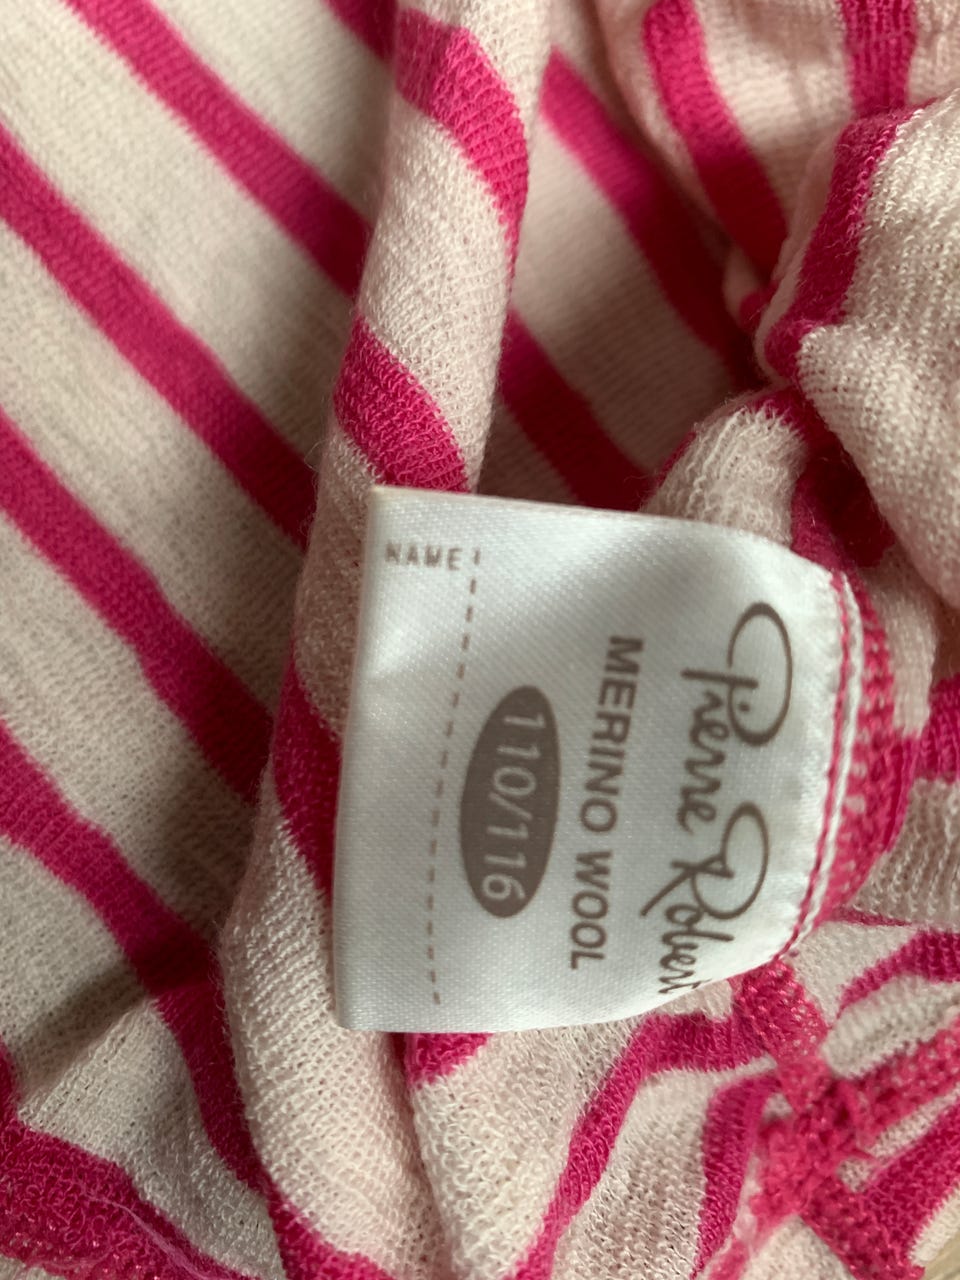 Pierre Robert
MERINO WOOL
110/116
NAME